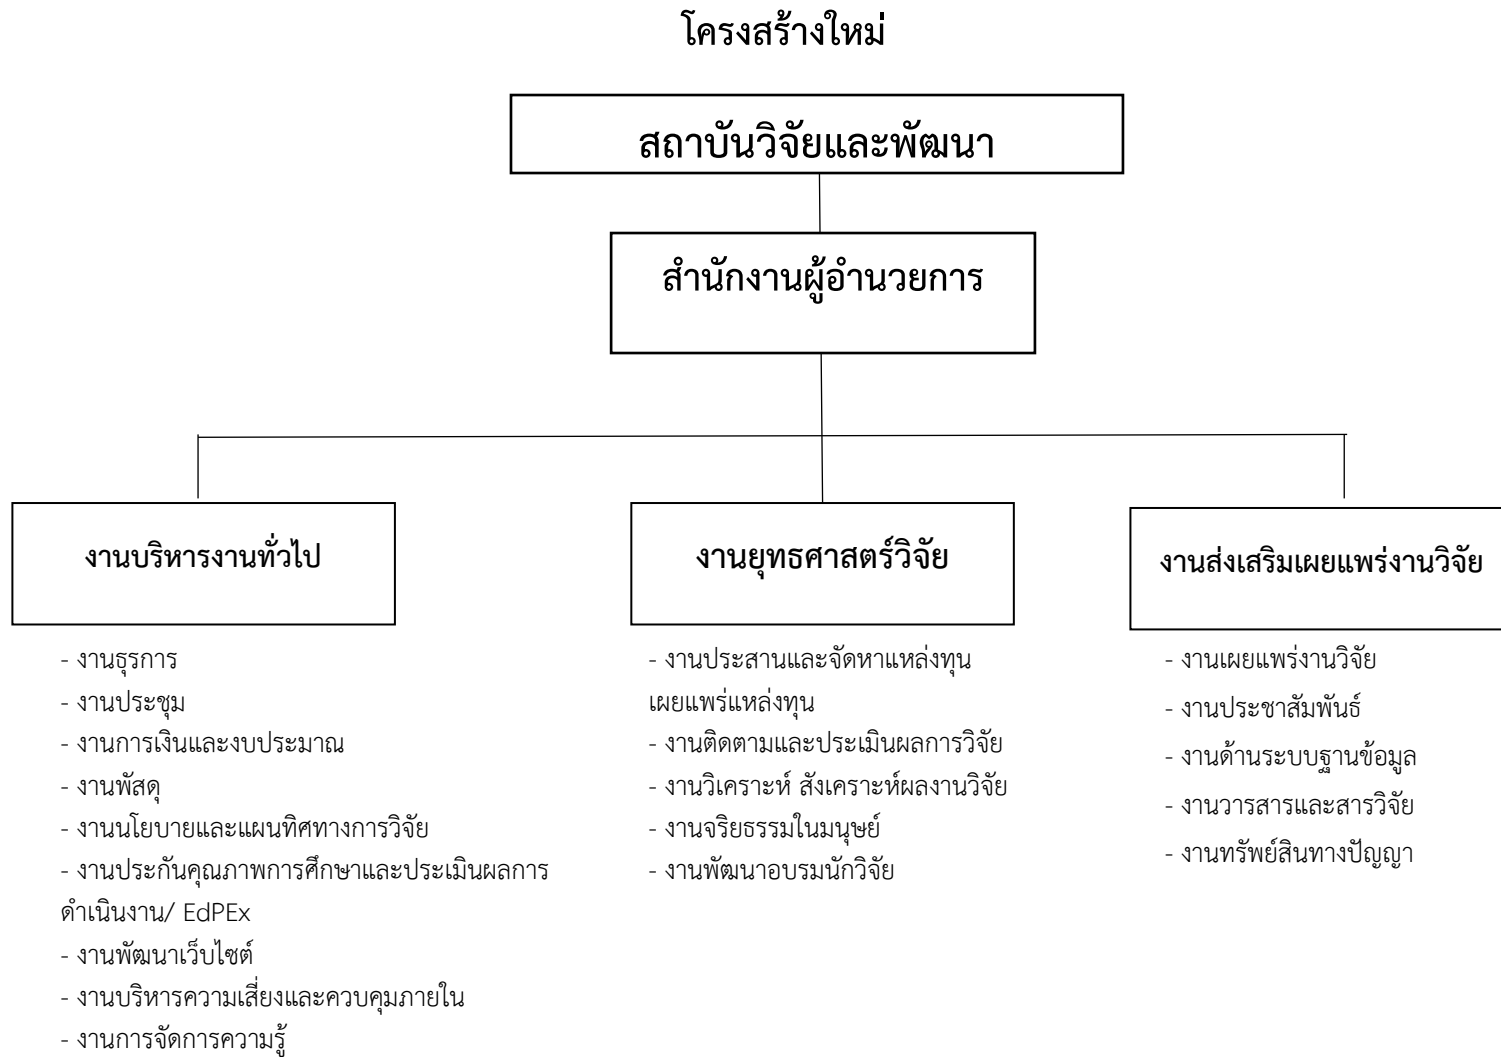 โครงสร้างใหม่
สถาบันวิจัยและพัฒนา
สำนักงานผู้อำนวยการ
งานบริหารงานทั่วไป
- งานธุรการ
- งานประชุม
- งานการเงินและงบประมาณ
- งานพัสดุ
- งานนโยบายและแผนทิศทางการวิจัย
- งานประกันคุณภาพการศึกษาและประเมินผลการ
ดำเนินงาน/ EdPEx
- งานพัฒนาเว็บไซต์
- งานบริหารความเสี่ยงและควบคุมภายใน
- งานการจัดการความรู้
งานยุทธศาสตร์วิจัย
- งานประสานและจัดหาแหล่งทุน
เผยแพร่แหล่งทุน
- งานติดตามและประเมินผลการวิจัย
- งานวิเคราะห์ สังเคราะห์ผลงานวิจัย
- งานจริยธรรมในมนุษย์
- งานพัฒนาอบรมนักวิจัย
งานส่งเสริมเผยแพร่งานวิจัย
- งานเผยแพร่งานวิจัย
- งานประชาสัมพันธ์
- งานด้านระบบฐานข้อมูล
- งานวารสารและสารวิจัย
- งานทรัพย์สินทางปัญญา